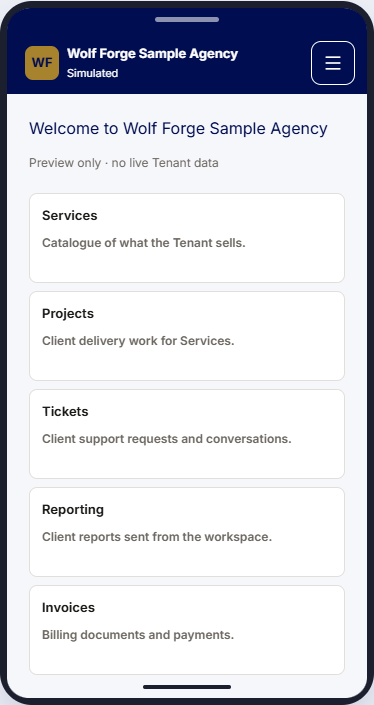 WF
Wolf Forge Sample Agency
Simulated
Welcome to Wolf Forge Sample Agency
Preview only · no live Tenant data
Services
Catalogue of what the Tenant sells.
Projects
Client delivery work for Services.
Tickets
Client support requests and conversations.
Reporting
Client reports sent from the workspace.
Invoices
Billing documents and payments.